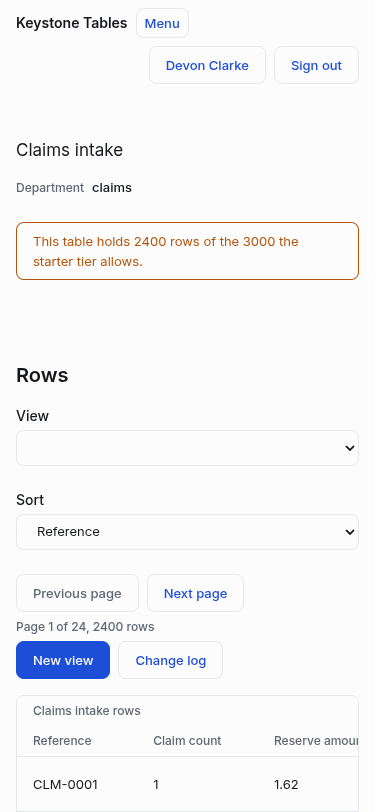 Keystone Tables Menu
Devon Clarke Sign out
Claims intake
Department claims
This table holds 2400 rows of the 3000 the
starter tier allows.
Rows
View
Sort
Reference
Previous page Next page
Page 1 of 24, 2400 rows
New view Change log
Claims intake rows
Reference Claim count Reserve
CLM-0001 1 1.62